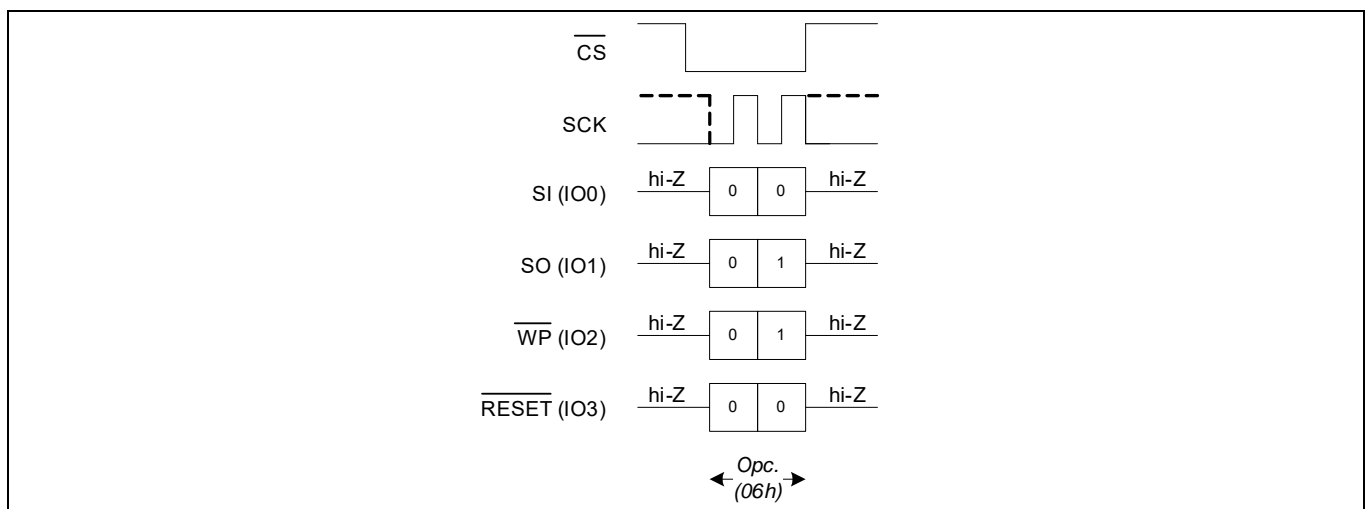 CS
SCK
SI (IO0) hi-Z 0 0 hi-Z
SO (IO1) hi-Z 0 1 hi-Z
WP (IO2) hi-Z 0 1 hi-Z
RESET (IO3) hi-Z 0 0 hi-Z
Opc.
(06h)